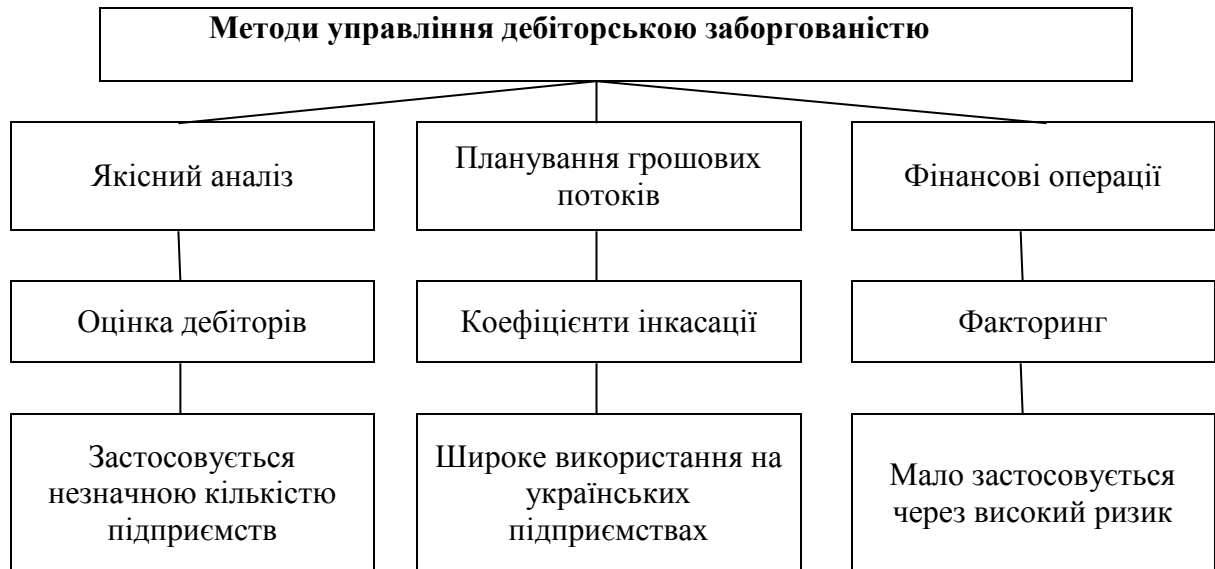 Методи управління дебіторською заборгованістю
Якісний аналіз
Планування грошових
потоків
Фінансові операції
Оцінка дебіторів
Коефіцієнти інкасації
Факторинг
Застосовується
незначною кількістю
підприємств
Широке використання на
українських
підприємствах
Мало застосовується
через високий ризик